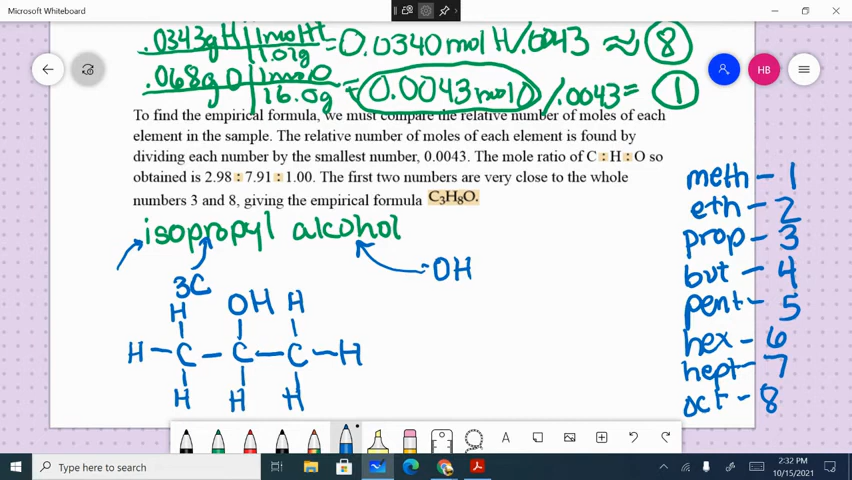 Microsoft Whiteboard
.0343gH | 1molH = 0.0340 mol H/.0043 ≈ 8
1.01g
.068gO | 1molO = 0.0043 mol O /.0043 = 1
16.0g
HB
To find the empirical formula, we must compare the relative number of moles of each
element in the sample. The relative number of moles of each element is found by
dividing each number by the smallest number, 0.0043. The mole ratio of C : H : O so
obtained is 2.98 : 7.91 : 1.00. The first two numbers are very close to the whole
numbers 3 and 8, giving the empirical formula C₃H₈O.
isopropyl alcohol
-OH
3C
H OH H
H-C-C-C-H
H H H
meth - 1
eth - 2
prop - 3
but - 4
pent - 5
hex - 6
hept - 7
oct - 8
A
Type here to search
2:32 PM
10/15/2021